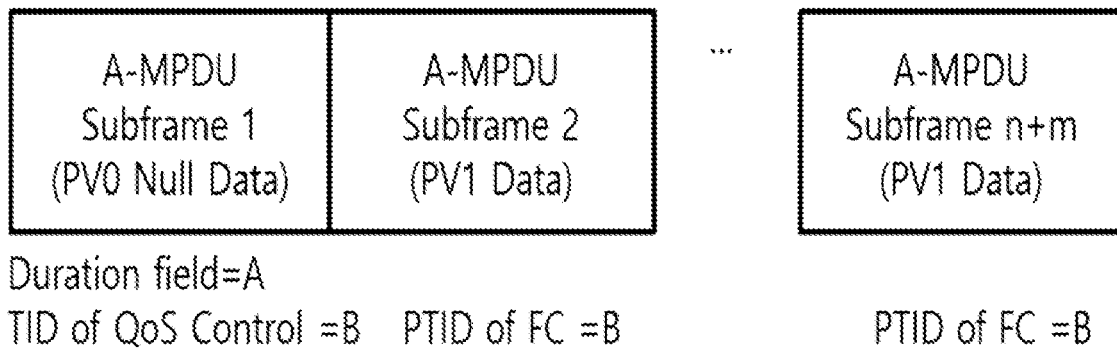 A-MPDU
Subframe 1
(PV0 Null Data)
A-MPDU
Subframe 2
(PV1 Data)
...
A-MPDU
Subframe n+m
(PV1 Data)
Duration field=A
TID of QoS Control =B
PTID of FC =B
PTID of FC =B